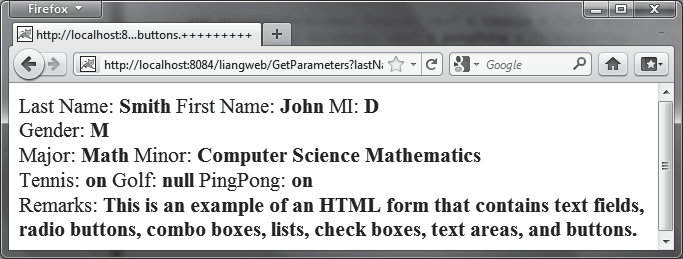 Firefox
http://localhost:8...buttons.+++++++++
http://localhost:8084/liangweb/GetParameters?lastNa
Google
Last Name: Smith First Name: John MI: D
Gender: M
Major: Math Minor: Computer Science Mathematics
Tennis: on Golf: null PingPong: on
Remarks: This is an example of an HTML form that contains text fields,
radio buttons, combo boxes, lists, check boxes, text areas, and buttons.